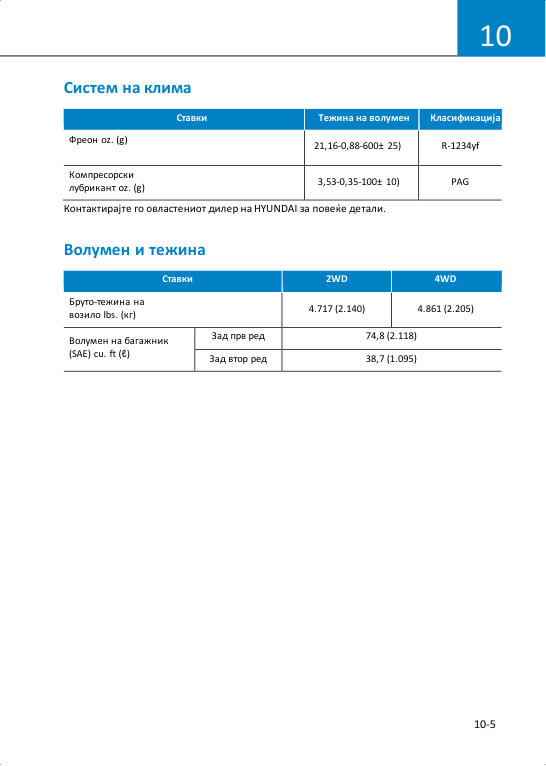 10
Систем на клима
Ставки Тежина на волумен Класификација
Фреон oz. (g) 21,16-0,88-600± 25) R-1234yf
Компресорски
лубрикант oz. (g) 3,53-0,35-100± 10) PAG
Контактирајте го овластениот дилер на HYUNDAI за повеќе детали.
Волумен и тежина
Ставки 2WD 4WD
Бруто-тежина на
возило lbs. (кг) 4.717 (2.140) 4.861 (2.205)
Волумен на багажник
(SAE) cu. ft (ℓ) Зад прв ред 74,8 (2.118)
Зад втор ред 38,7 (1.095)
10-5